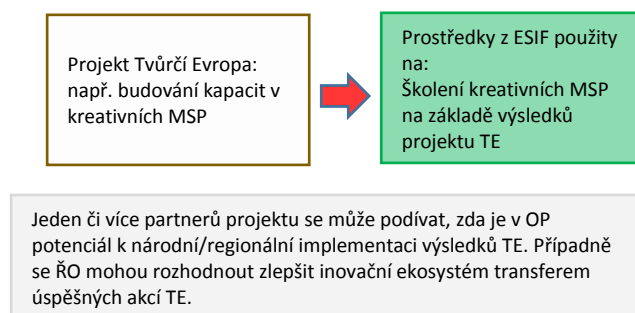 Projekt Tvůrčí Evropa:
např. budování kapacit v
kreativních MSP
Prostředky z ESIF použity
na:
Školení kreativních MSP
na základě výsledků
projektu TE
Jeden či více partnerů projektu se může podívat, zda je v OP
potenciál k národní/regionální implementaci výsledků TE. Případně
se ŘO mohou rozhodnout zlepšit inovační ekosystém transferem
úspěšných akcí TE.